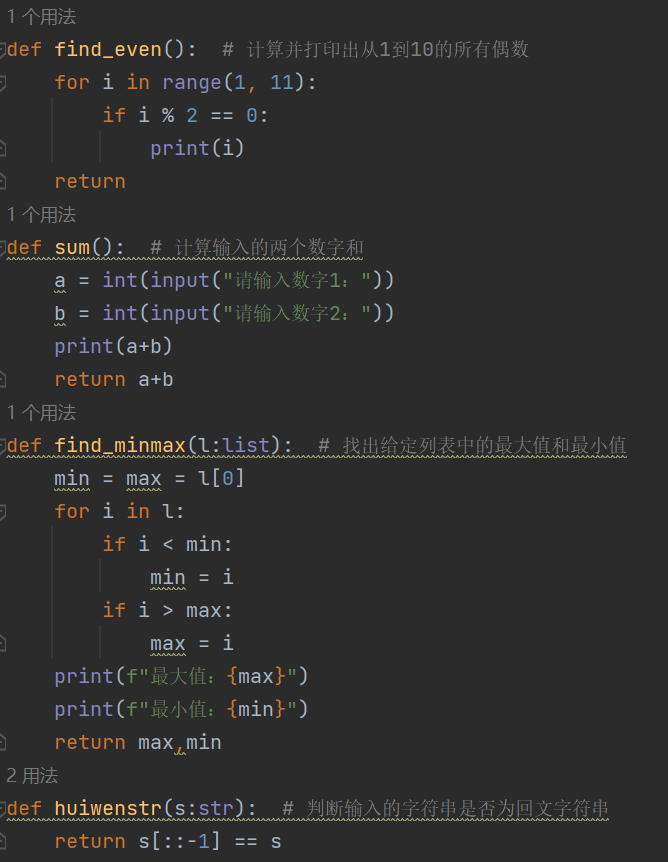 1 个用法
def find_even():  # 计算并打印出从1到10的所有偶数
    for i in range(1, 11):
        if i % 2 == 0:
            print(i)
    return
1 个用法
def sum():  # 计算输入的两个数字和
    a = int(input("请输入数字1: "))
    b = int(input("请输入数字2: "))
    print(a+b)
    return a+b
1 个用法
def find_minmax(l:list):  # 找出给定列表中的最大值和最小值
    min = max = l[0]
    for i in l:
        if i < min:
            min = i
        if i > max:
            max = i
    print(f"最大值: {max}")
    print(f"最小值: {min}")
    return max,min
2 用法
def huiwenstr(s:str):  # 判断输入的字符串是否为回文字符串
    return s[::-1] == s